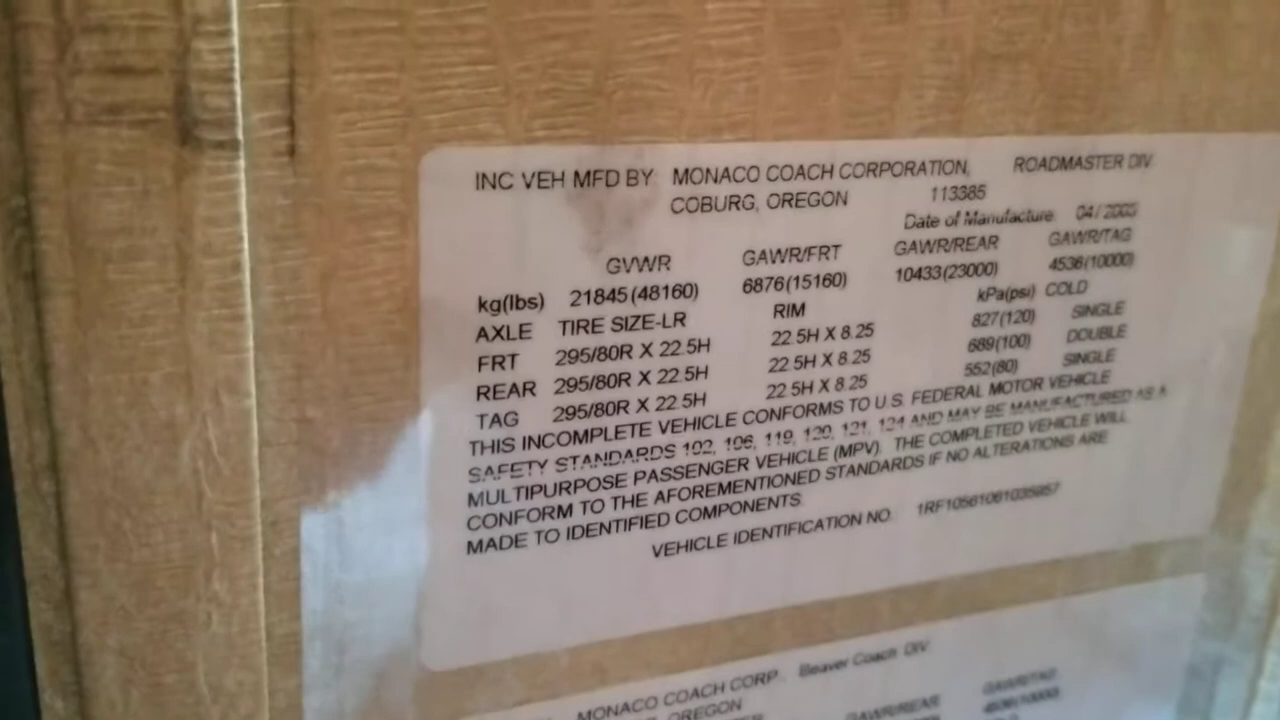 INC VEH MFD BY: MONACO COACH CORPORATION, ROADMASTER DIV
COBURG, OREGON 113385
Date of Manufacture 04/2005
GVWR GAWR/FRT GAWR/REAR GAWR/TAG
kg(lbs) 21845(48160) 6876(15160) 10433(23000) 4536(10000)
AXLE TIRE SIZE-LR RIM kPa(psi) COLD
FRT 295/80R X 22.5H 22.5H X 8.25 827(120) SINGLE
REAR 295/80R X 22.5H 22.5H X 8.25 689(100) DOUBLE
TAG 295/80R X 22.5H 22.5H X 8.25 552(80) SINGLE
THIS INCOMPLETE VEHICLE CONFORMS TO U.S. FEDERAL MOTOR VEHICLE
SAFETY STANDARDS 102, 106, 119, 120, 121, 124 AND MAY BE MANUFACTURED AS A
MULTIPURPOSE PASSENGER VEHICLE (MPV). THE COMPLETED VEHICLE WILL
CONFORM TO THE AFOREMENTIONED STANDARDS IF NO ALTERATIONS ARE
MADE TO IDENTIFIED COMPONENTS.
VEHICLE IDENTIFICATION NO.
MONACO COACH CORP. Beaver Coach DIV
OREGON GAWR/REAR GAWR/TAG